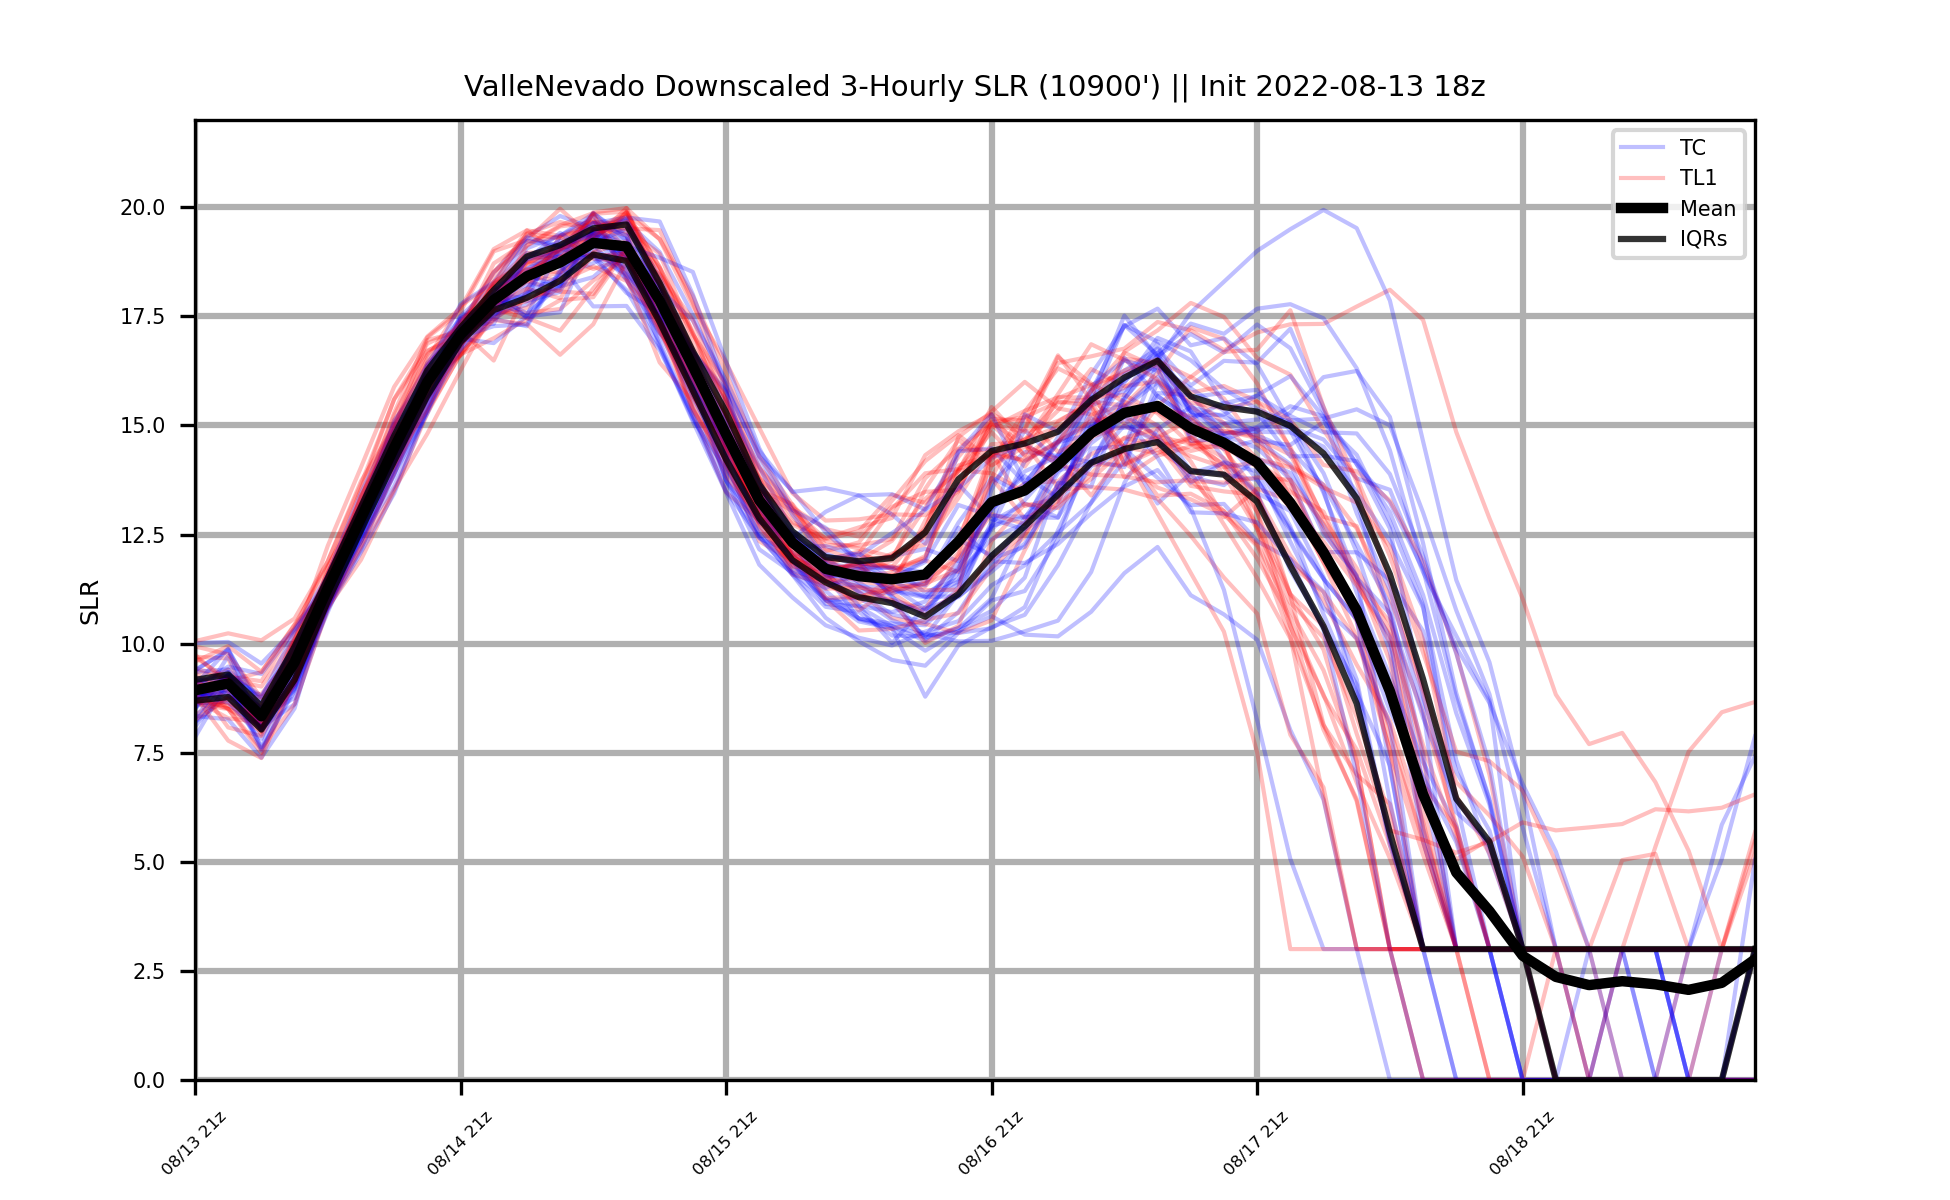 ValleNevado Downscaled 3-Hourly SLR (10900') || Init 2022-08-13 18z
TC
TL1
Mean
IQRs
SLR
20.0
17.5
15.0
12.5
10.0
7.5
5.0
2.5
0.0
08/13 21z
08/14 21z
08/15 21z
08/16 21z
08/17 21z
08/18 21z